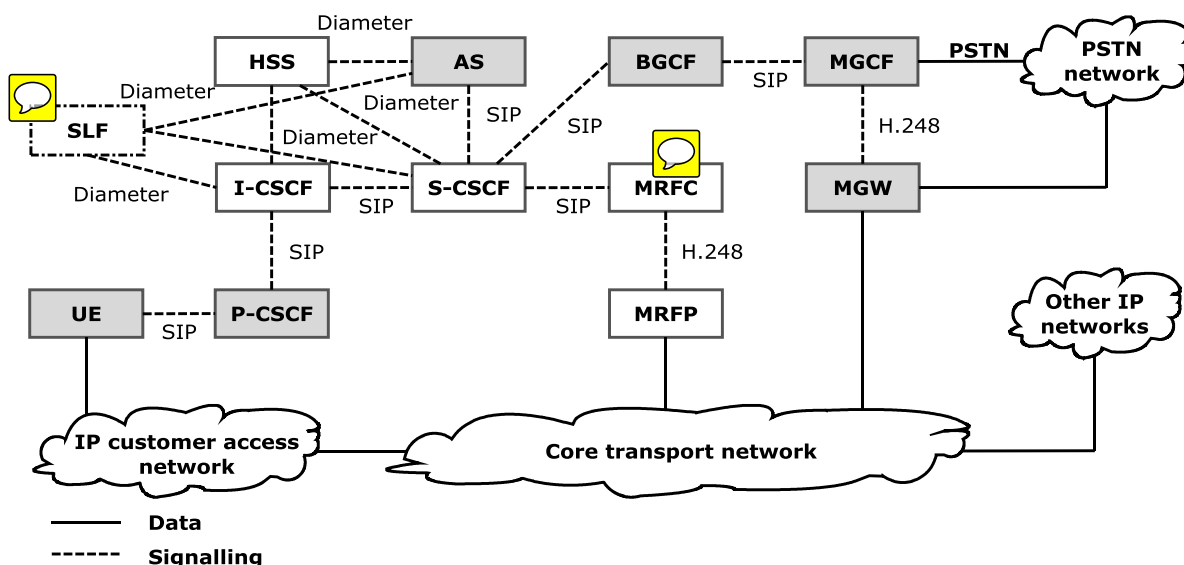 Diameter
HSS
AS
BGCF
MGCF
PSTN
PSTN
network
SIP
Diameter
Diameter
SIP
SIP
H.248
SLF
Diameter
Diameter
I-CSCF
S-CSCF
MRFC
MGW
SIP
SIP
SIP
H.248
UE
P-CSCF
MRFP
Other IP
networks
SIP
IP customer access
network
Core transport network
Data
Signalling